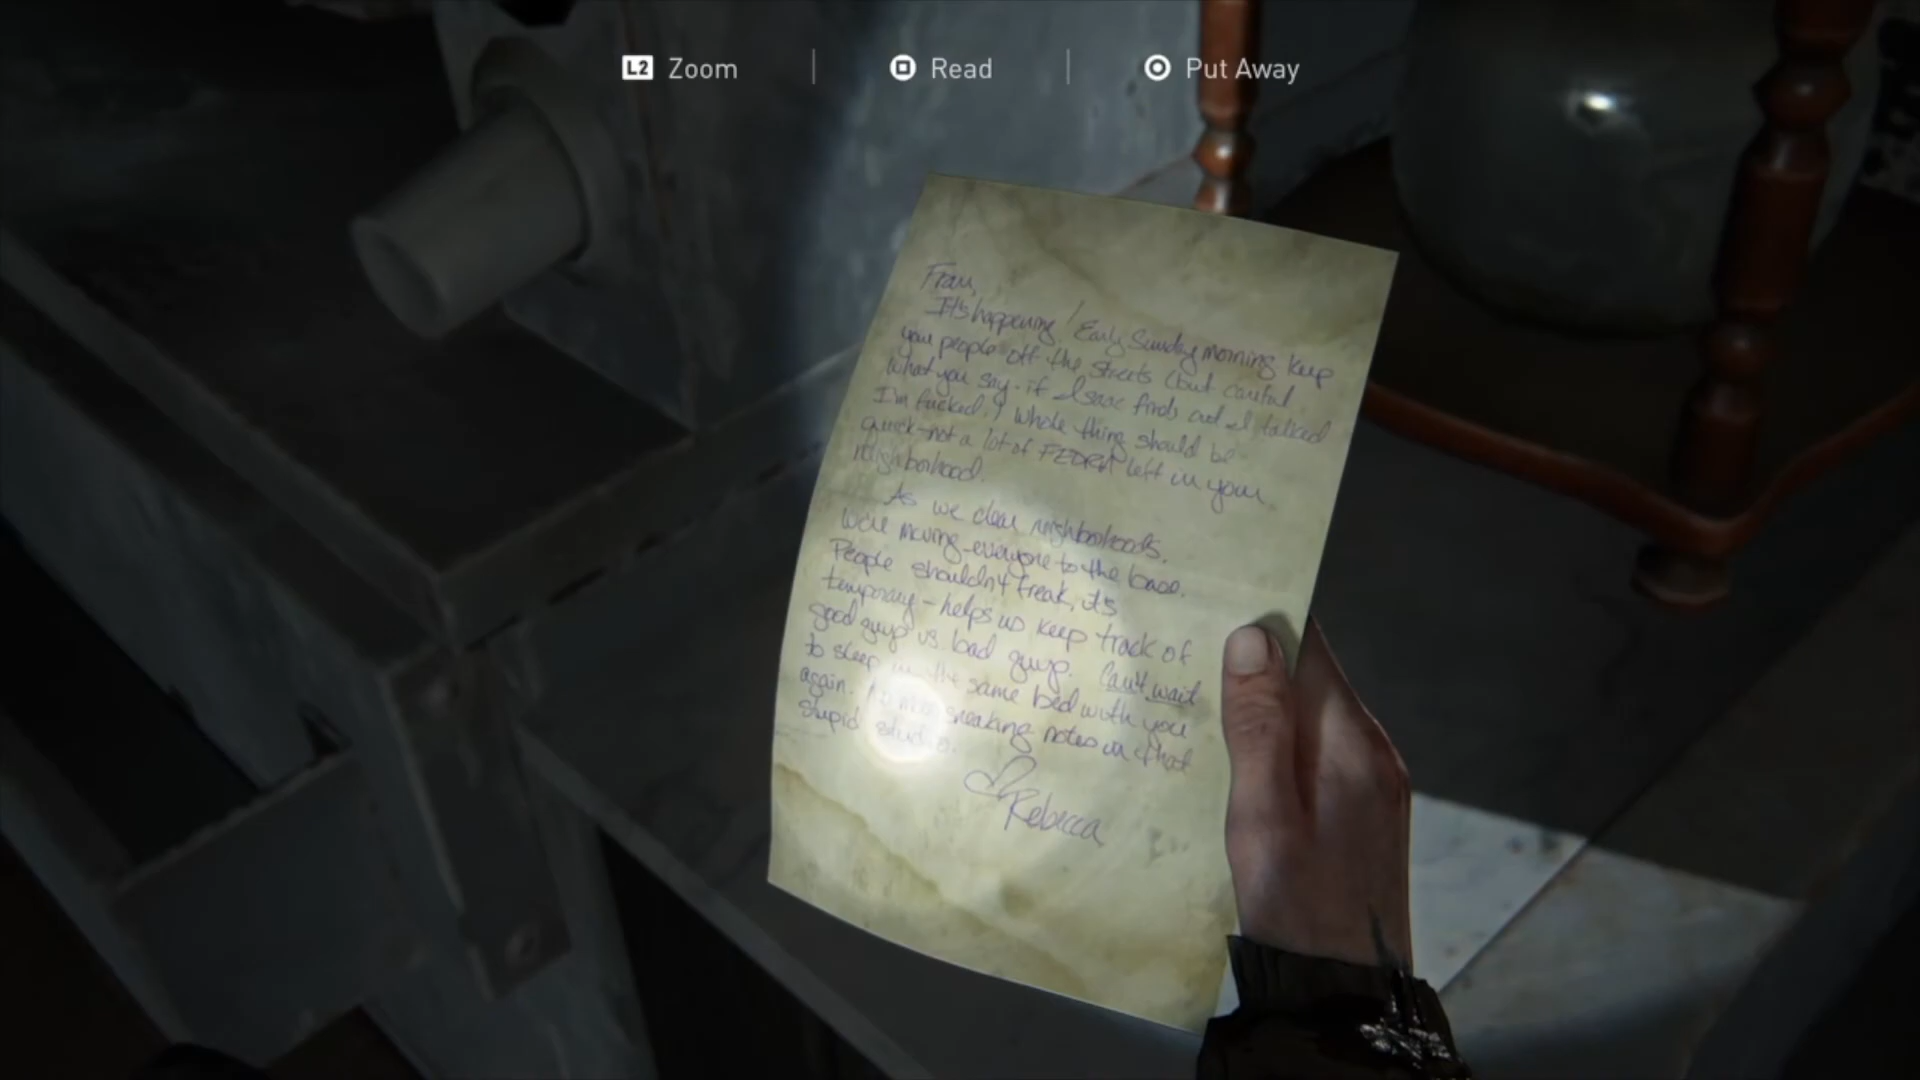 L2 Zoom | Read | Put Away
Fran,
It's happening! Early Sunday morning keep
your people off the streets (but careful
what you say - if Isaac finds out I talked
I'm fucked.) Whole thing should be
quick - not a lot of FEDRA left in your
neighborhood.
As we clear neighborhoods,
we're moving everyone to the base.
People shouldn't freak, it's
temporary - helps us keep track of
good guys vs. bad guys. Can't wait
to sleep in the same bed with you
again. No more sneaking notes in that
stupid studio.
Rebecca